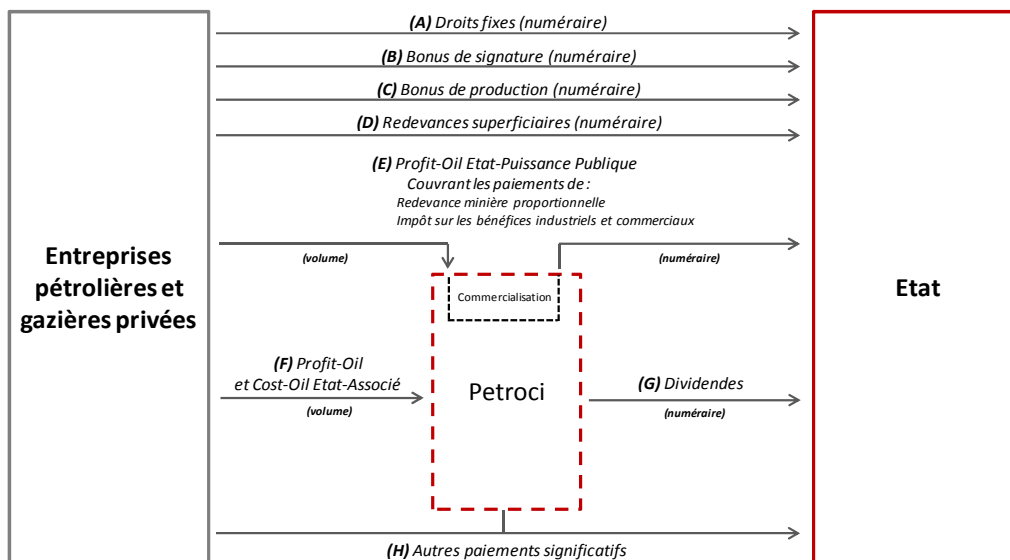 (A) Droits fixes (numéraire)
(B) Bonus de signature (numéraire)
(C) Bonus de production (numéraire)
(D) Redevances superficiaires (numéraire)
(E) Profit-Oil Etat-Puissance Publique
Couvrant les paiements de :
Redevance minière proportionnelle
Impôt sur les bénéfices industriels et commerciaux
(volume)
(numéraire)
Entreprises
pétrolières et
gazières privées
Commercialisation
Etat
(F) Profit-Oil
et Cost-Oil Etat-Associé
(volume)
Petroci
(G) Dividendes
(numéraire)
(H) Autres paiements significatifs